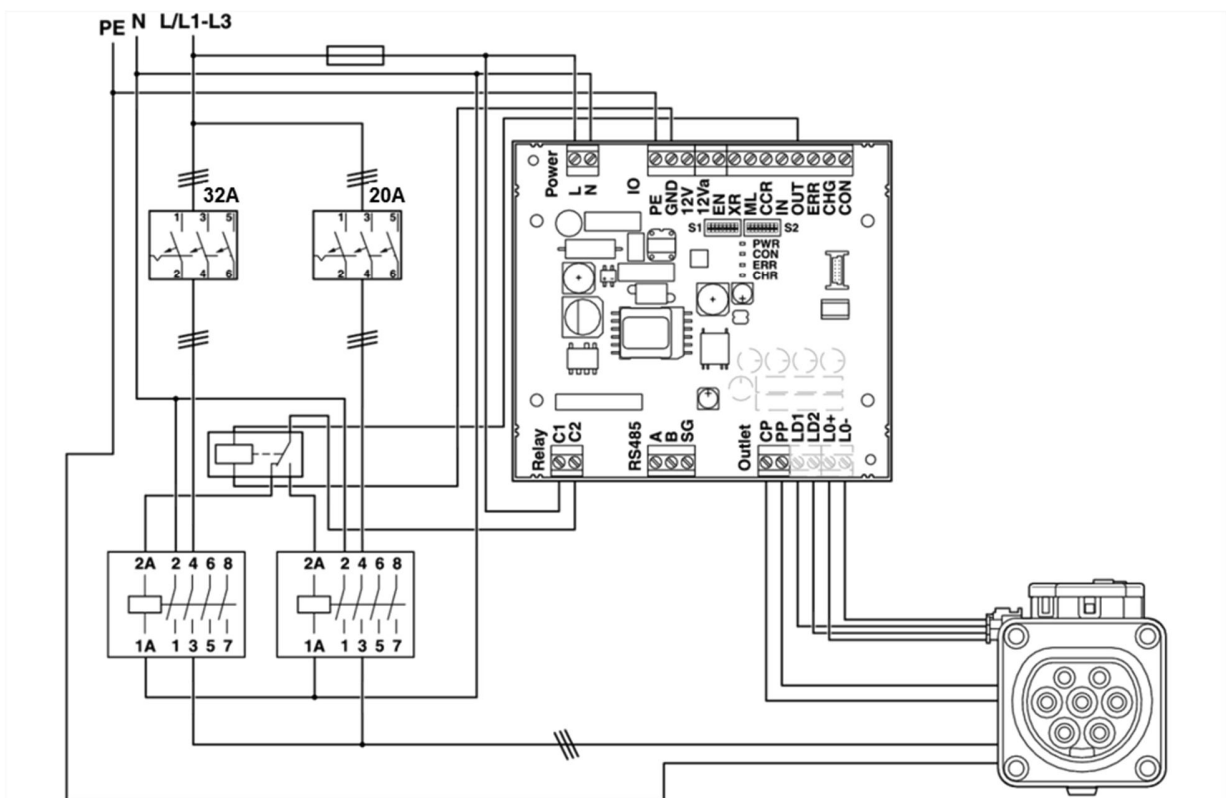 PE N L/L1-L3
32A
20A
1 3 5
2 4 6
1 3 5
2 4 6
Power
L
N
IO
PE
GND
12V
12Va
EN
XR
ML
CCR
IN
OUT
ERR
CHG
CON
S1
S2
PWR
CON
ERR
CHR
Relay
C1
C2
RS485
A
B
SG
Outlet
CP
PP
LD1
LD2
L0+
L0-
2A 2 4 6 8
1A 1 3 5 7
2A 2 4 6 8
1A 1 3 5 7